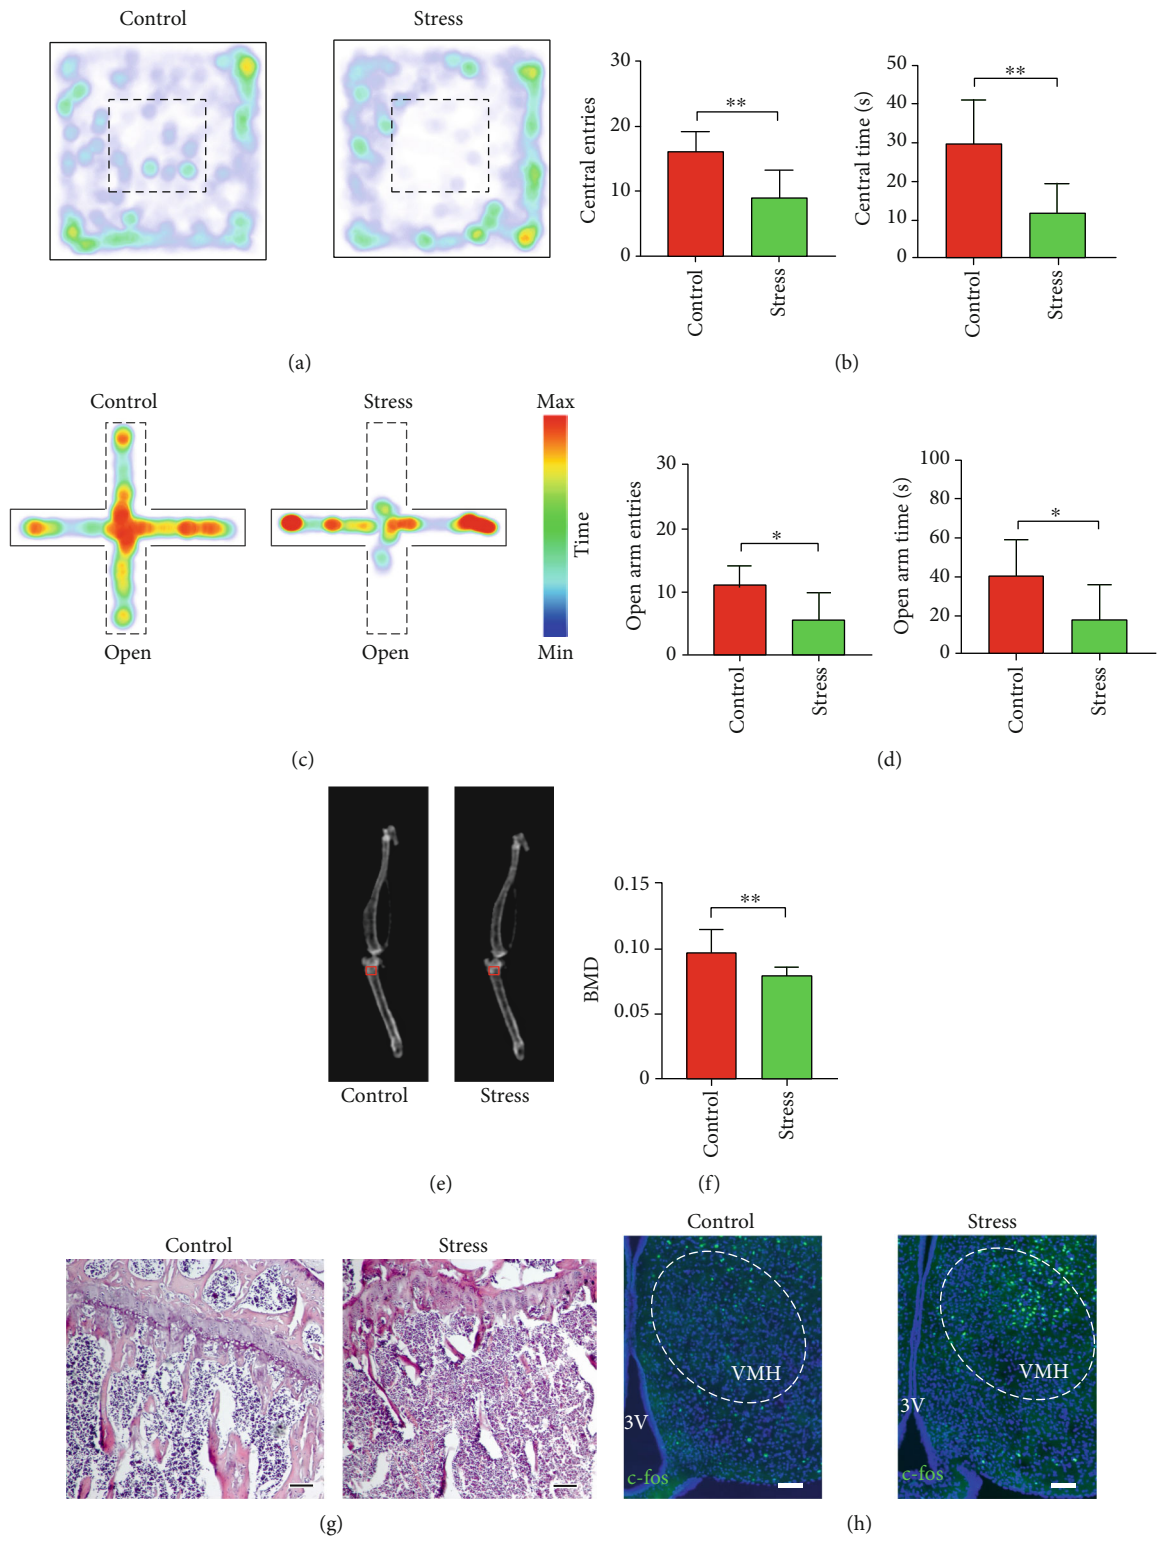 Control Stress
30
20
10
0
Central entries
**
Control
Stress
50
40
30
20
10
0
Central time (s)
**
Control
Stress
(a)
(b)
Control Stress
Open Open
Max
Time
Min
30
20
10
0
Open arm entries
*
Control
Stress
100
80
60
40
20
0
Open arm time (s)
*
Control
Stress
(c)
(d)
Control Stress
0.15
0.10
0.05
0
BMD
**
Control
Stress
(e)
(f)
Control Stress
Control Stress
VMH
3V
c-fos
VMH
3V
c-fos
(g)
(h)